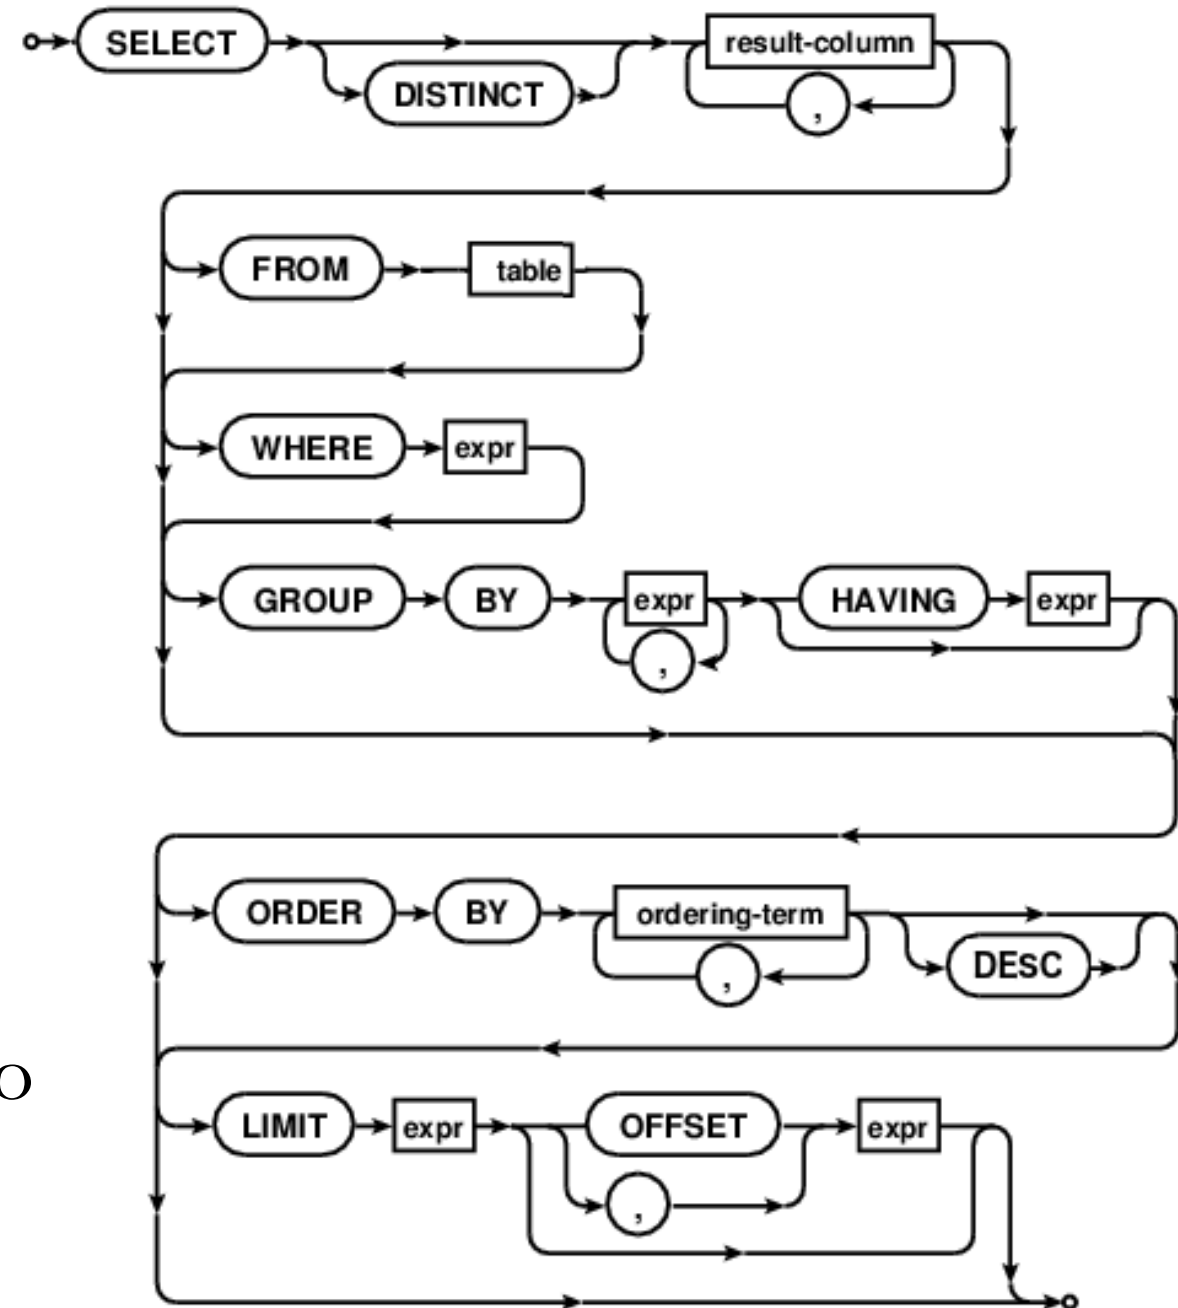 SELECT result-column
DISTINCT
,
FROM table
WHERE expr
GROUP BY expr HAVING expr
,
ORDER BY ordering-term
DESC
,
O
LIMIT expr OFFSET expr
,